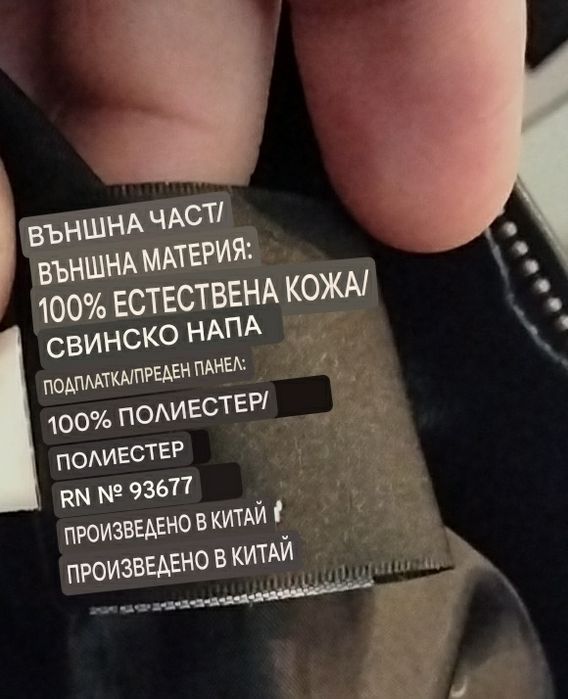 ВЪНШНА ЧАСТ/
ВЪНШНА МАТЕРИЯ:
100% ЕСТЕСТВЕНА КОЖА/
СВИНСКО НАПА
ПОДПЛАТКА/ПРЕДЕН ПАНЕЛ:
100% ПОЛИЕСТЕР/
ПОЛИЕСТЕР
RN № 93677
ПРОИЗВЕДЕНО В КИТАЙ
ПРОИЗВЕДЕНО В КИТАЙ